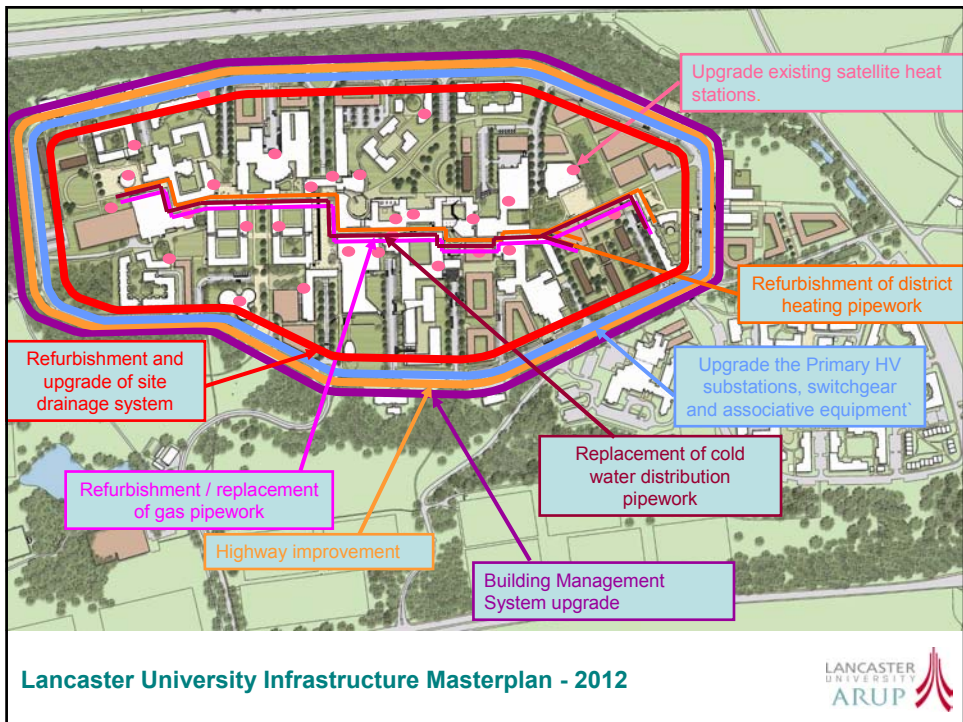 Upgrade existing satellite heat
stations.
Refurbishment of district
heating pipework
Refurbishment and
upgrade of site
drainage system
Upgrade the Primary HV
substations, switchgear
and associative equipment`
Replacement of cold
water distribution
pipework
Refurbishment / replacement
of gas pipework
Highway improvement
Building Management
System upgrade
Lancaster University Infrastructure Masterplan - 2012
LANCASTER
UNIVERSITY
ARUP